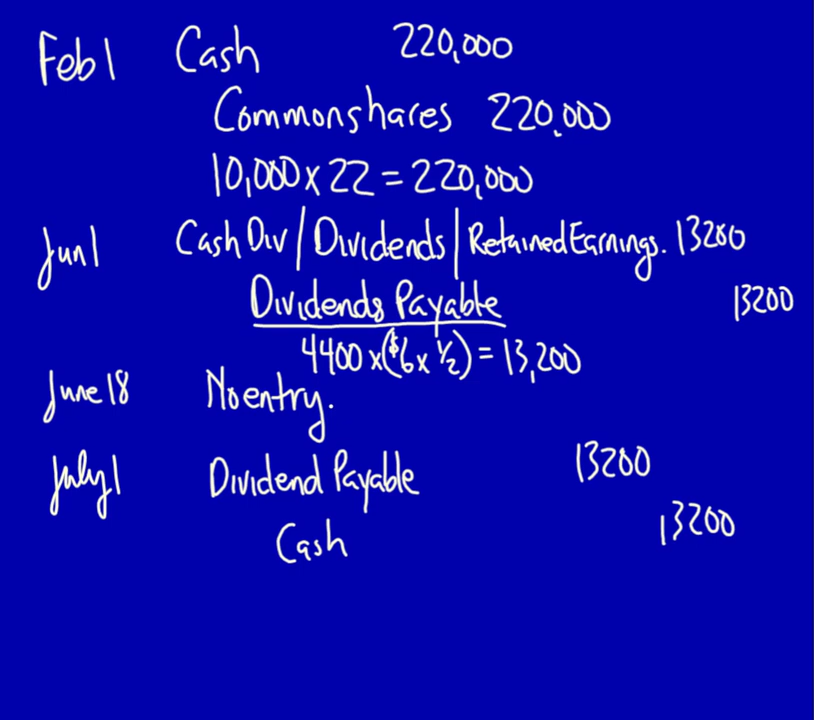 Feb 1 Cash 220,000
Common shares 220,000
10,000 x 22 = 220,000
Jun 1 Cash Div / Dividends | Retained Earnings. 13200
Dividends Payable 13200
4400 x ($6 x 1/2) = 13,200
June 18 No entry.
July 1 Dividend Payable 13200
Cash 13200